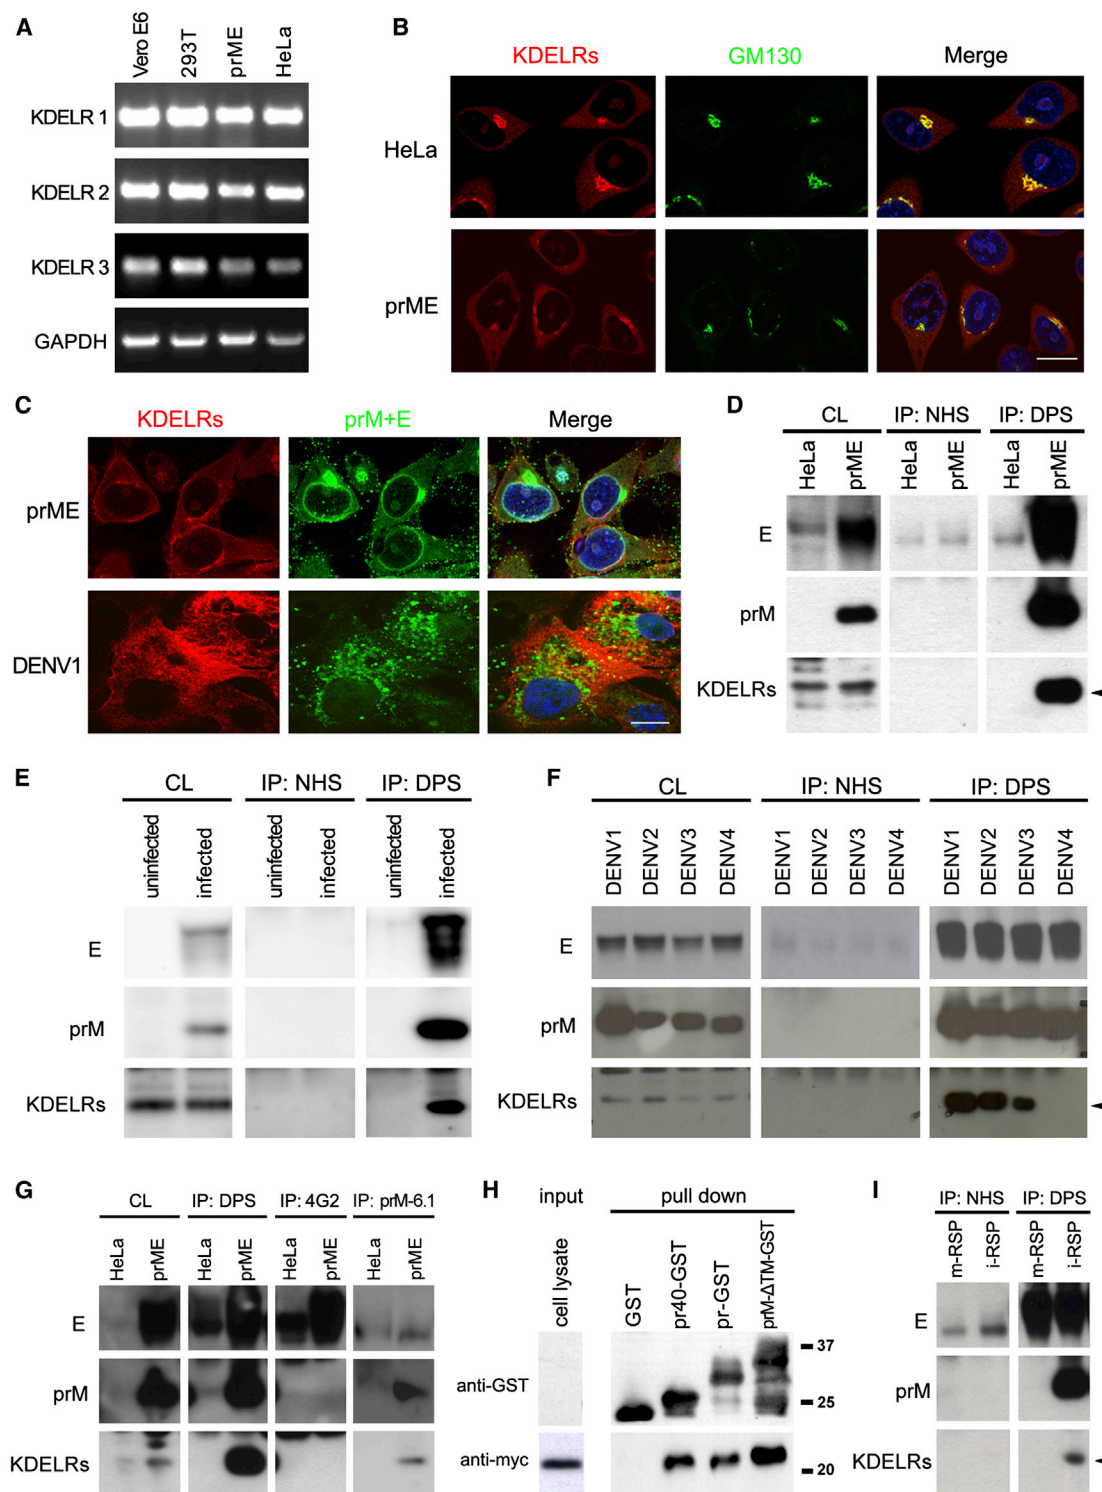 A
Vero E6
293T
prME
HeLa
KDELR 1
KDELR 2
KDELR 3
GAPDH
B
KDELRs
GM130
Merge
HeLa
prME
C
KDELRs
prM+E
Merge
prME
DENV1
D
CL
IP: NHS
IP: DPS
HeLa
prME
HeLa
prME
HeLa
prME
E
prM
KDELRs
E
CL
IP: NHS
IP: DPS
uninfected
infected
uninfected
infected
uninfected
infected
E
prM
KDELRs
F
CL
IP: NHS
IP: DPS
DENV1
DENV2
DENV3
DENV4
DENV1
DENV2
DENV3
DENV4
DENV1
DENV2
DENV3
DENV4
E
prM
KDELRs
G
CL
IP: DPS
IP: 4G2
IP: prM-6.1
HeLa
prME
HeLa
prME
HeLa
prME
HeLa
prME
E
prM
KDELRs
H
input
pull down
cell lysate
GST
pr40-GST
pr-GST
prM-ΔTM-GST
anti-GST
anti-myc
37
25
20
I
IP: NHS
IP: DPS
m-RSP
i-RSP
m-RSP
i-RSP
E
prM
KDELRs